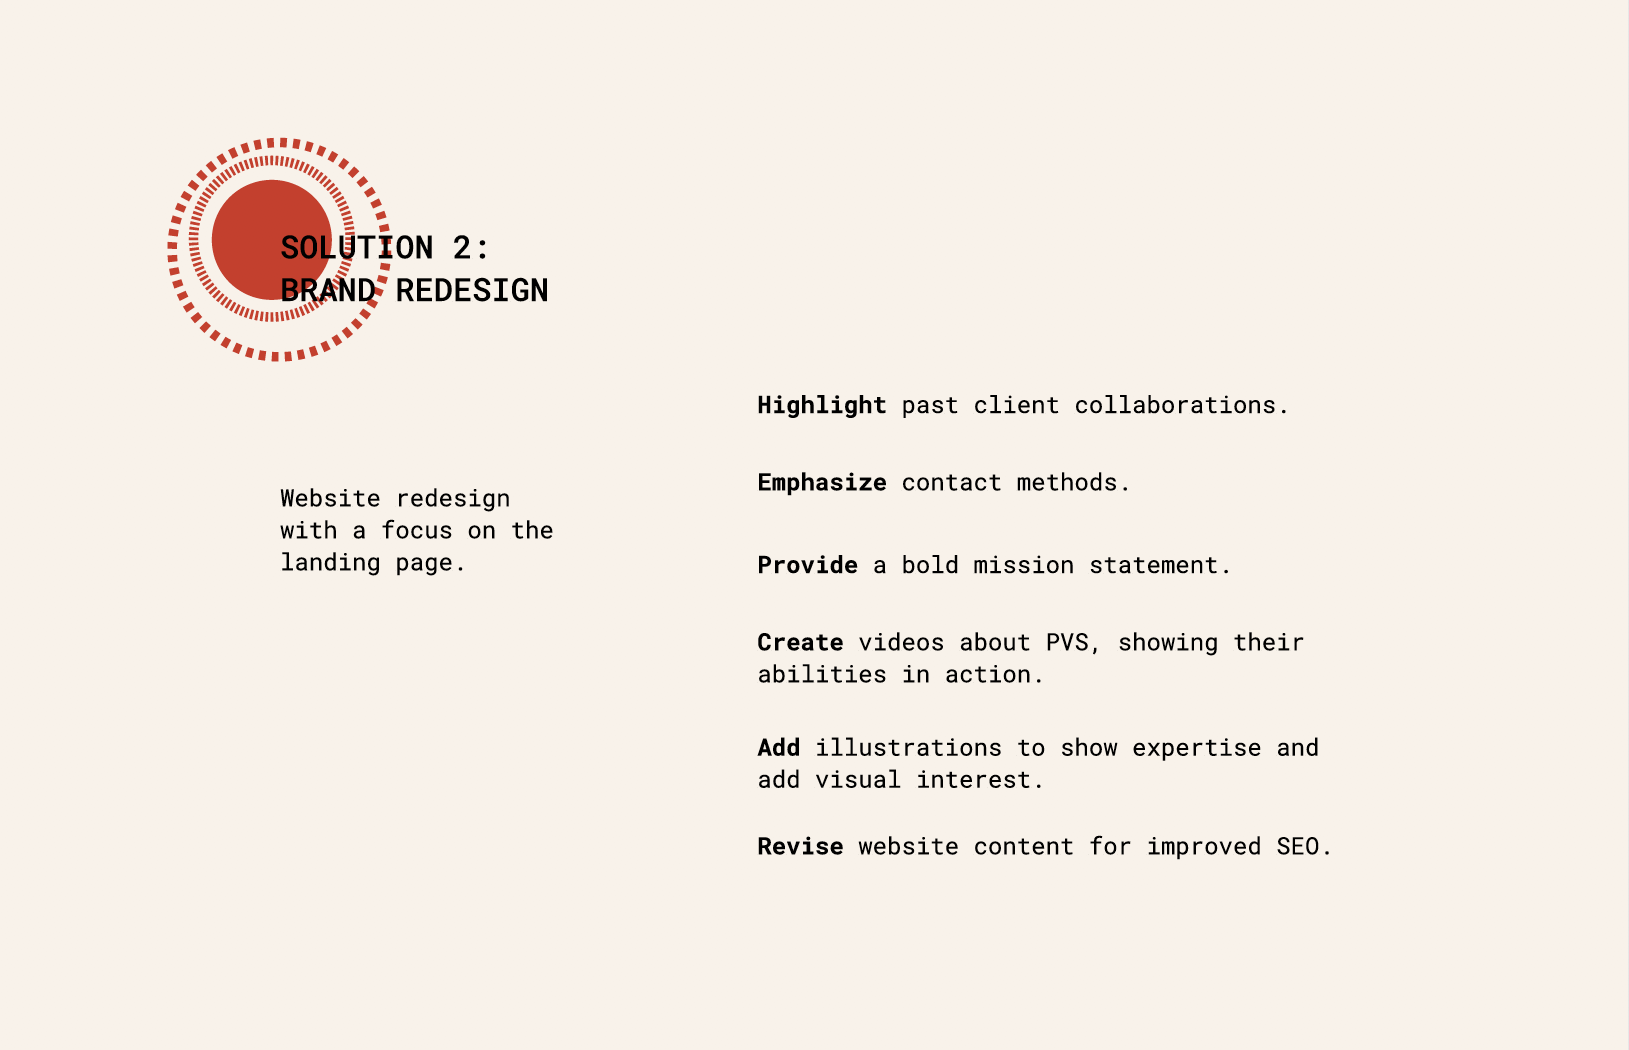 SOLUTION 2:
BRAND REDESIGN
Website redesign
with a focus on the
landing page.
Highlight past client collaborations.
Emphasize contact methods.
Provide a bold mission statement.
Create videos about PVS, showing their
abilities in action.
Add illustrations to show expertise and
add visual interest.
Revise website content for improved SEO.